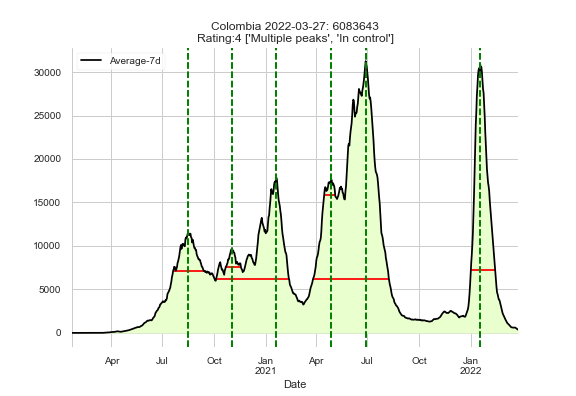 Colombia 2022-03-27: 6083643
Rating:4 ['Multiple peaks', 'In control']
Average-7d
30000
25000
20000
15000
10000
5000
0
Apr Jul Oct Jan Apr Jul Oct Jan
2021 2022
Date